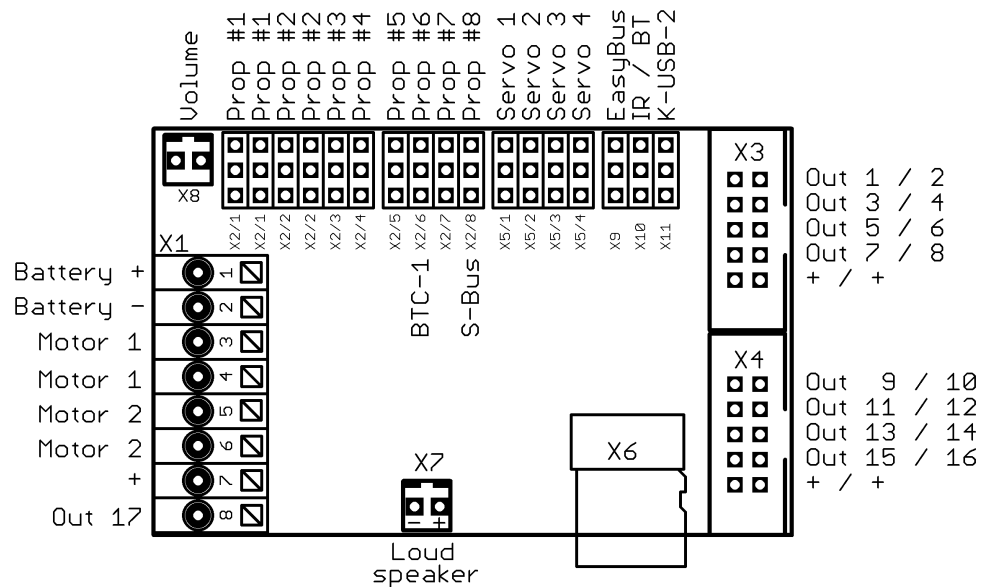 Volume
Prop #1
Prop #1
Prop #2
Prop #2
Prop #3
Prop #4
Prop #5
Prop #6
Prop #7
Prop #8
Servo 1
Servo 2
Servo 3
Servo 4
EasyBus
IR / BT
K-USB-2
X8
X2/1
X2/1
X2/2
X2/2
X2/3
X2/4
X2/5
X2/6
X2/7
X2/8
X5/1
X5/2
X5/3
X5/4
X9
X10
X11
BTC-1
S-Bus
X3
Out 1 / 2
Out 3 / 4
Out 5 / 6
Out 7 / 8
+ / +
X1
Battery + 1
Battery - 2
Motor 1 3
Motor 1 4
Motor 2 5
Motor 2 6
+ 7
Out 17 8
X4
Out 9 / 10
Out 11 / 12
Out 13 / 14
Out 15 / 16
+ / +
X6
X7
- +
Loud
speaker